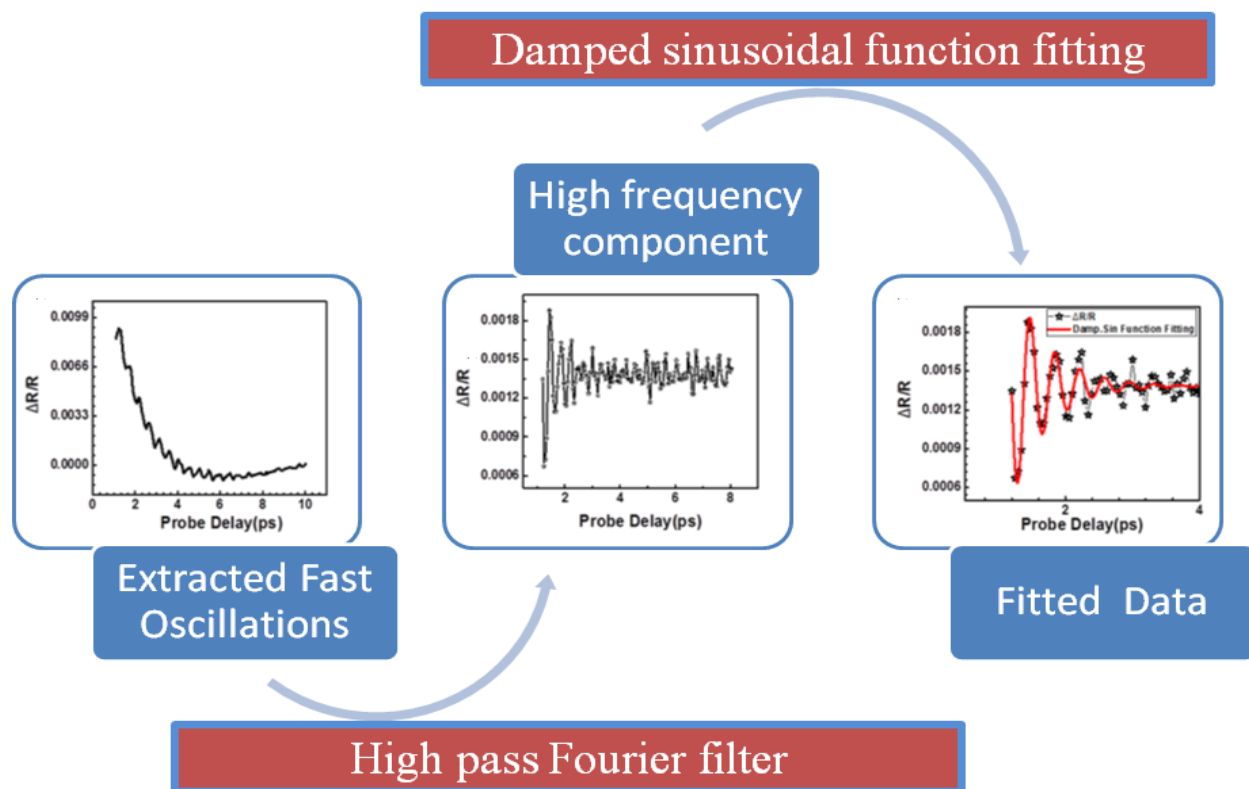 Damped sinusoidal function fitting
High frequency
component
0.0099
0.0066
0.0033
0.0000
ΔR/R
0 2 4 6 8 10
Probe Delay(ps)
Extracted Fast
Oscillations
0.0018
0.0015
0.0012
0.0009
0.0006
ΔR/R
2 4 6 8
Probe Delay(ps)
ΔR/R
Damp.Sin Function Fitting
0.0018
0.0015
0.0012
0.0009
0.0006
ΔR/R
2 4
Probe Delay(ps)
Fitted Data
High pass Fourier filter